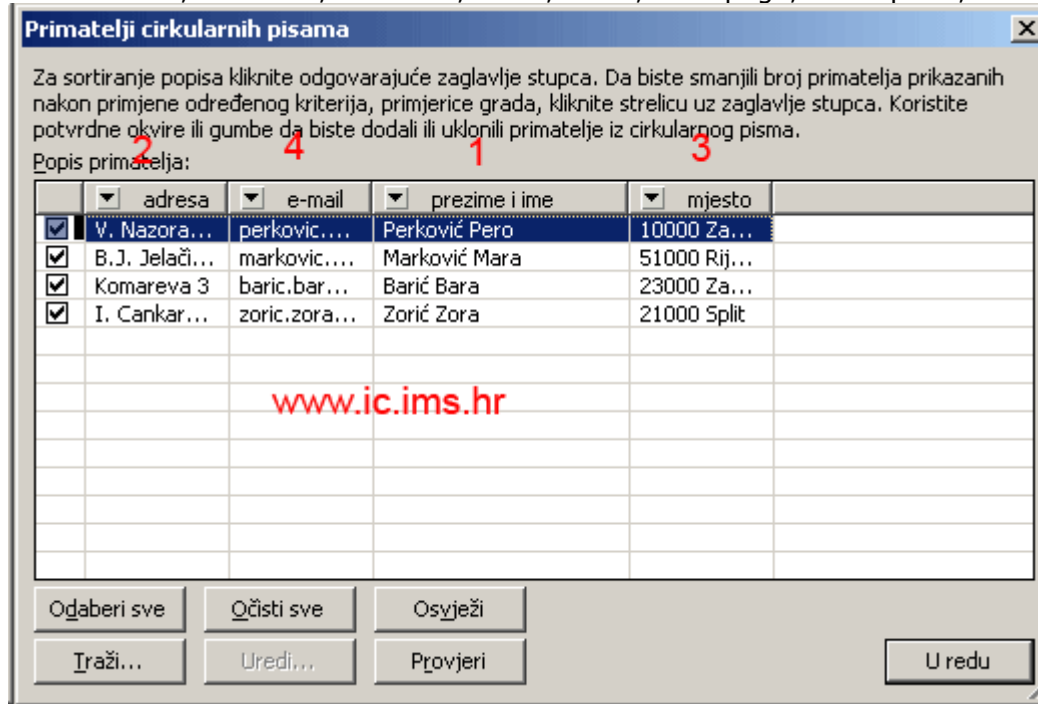 Primatelji cirkularnih pisama
Za sortiranje popisa kliknite odgovarajuće zaglavlje stupca. Da biste smanjili broj primatelja prikazanih
nakon primjene određenog kriterija, primjerice grada, kliknite strelicu uz zaglavlje stupca. Koristite
potvrdne okvire ili gumbe da biste dodali ili uklonili primatelje iz cirkularnog pisma.
2 4 1 3
Popis primatelja:
adresa e-mail prezime i ime mjesto
V. Nazora... perkovic.... Perković Pero 10000 Za...
B.J. Jelači... markovic.... Marković Mara 51000 Rij...
Komareva 3 baric.bar... Barić Bara 23000 Za...
I. Cankar... zoric.zora... Zorić Zora 21000 Split
www.ic.ims.hr
Odaberi sve Očisti sve Osvježi
Traži... Uredi... Provjeri U redu